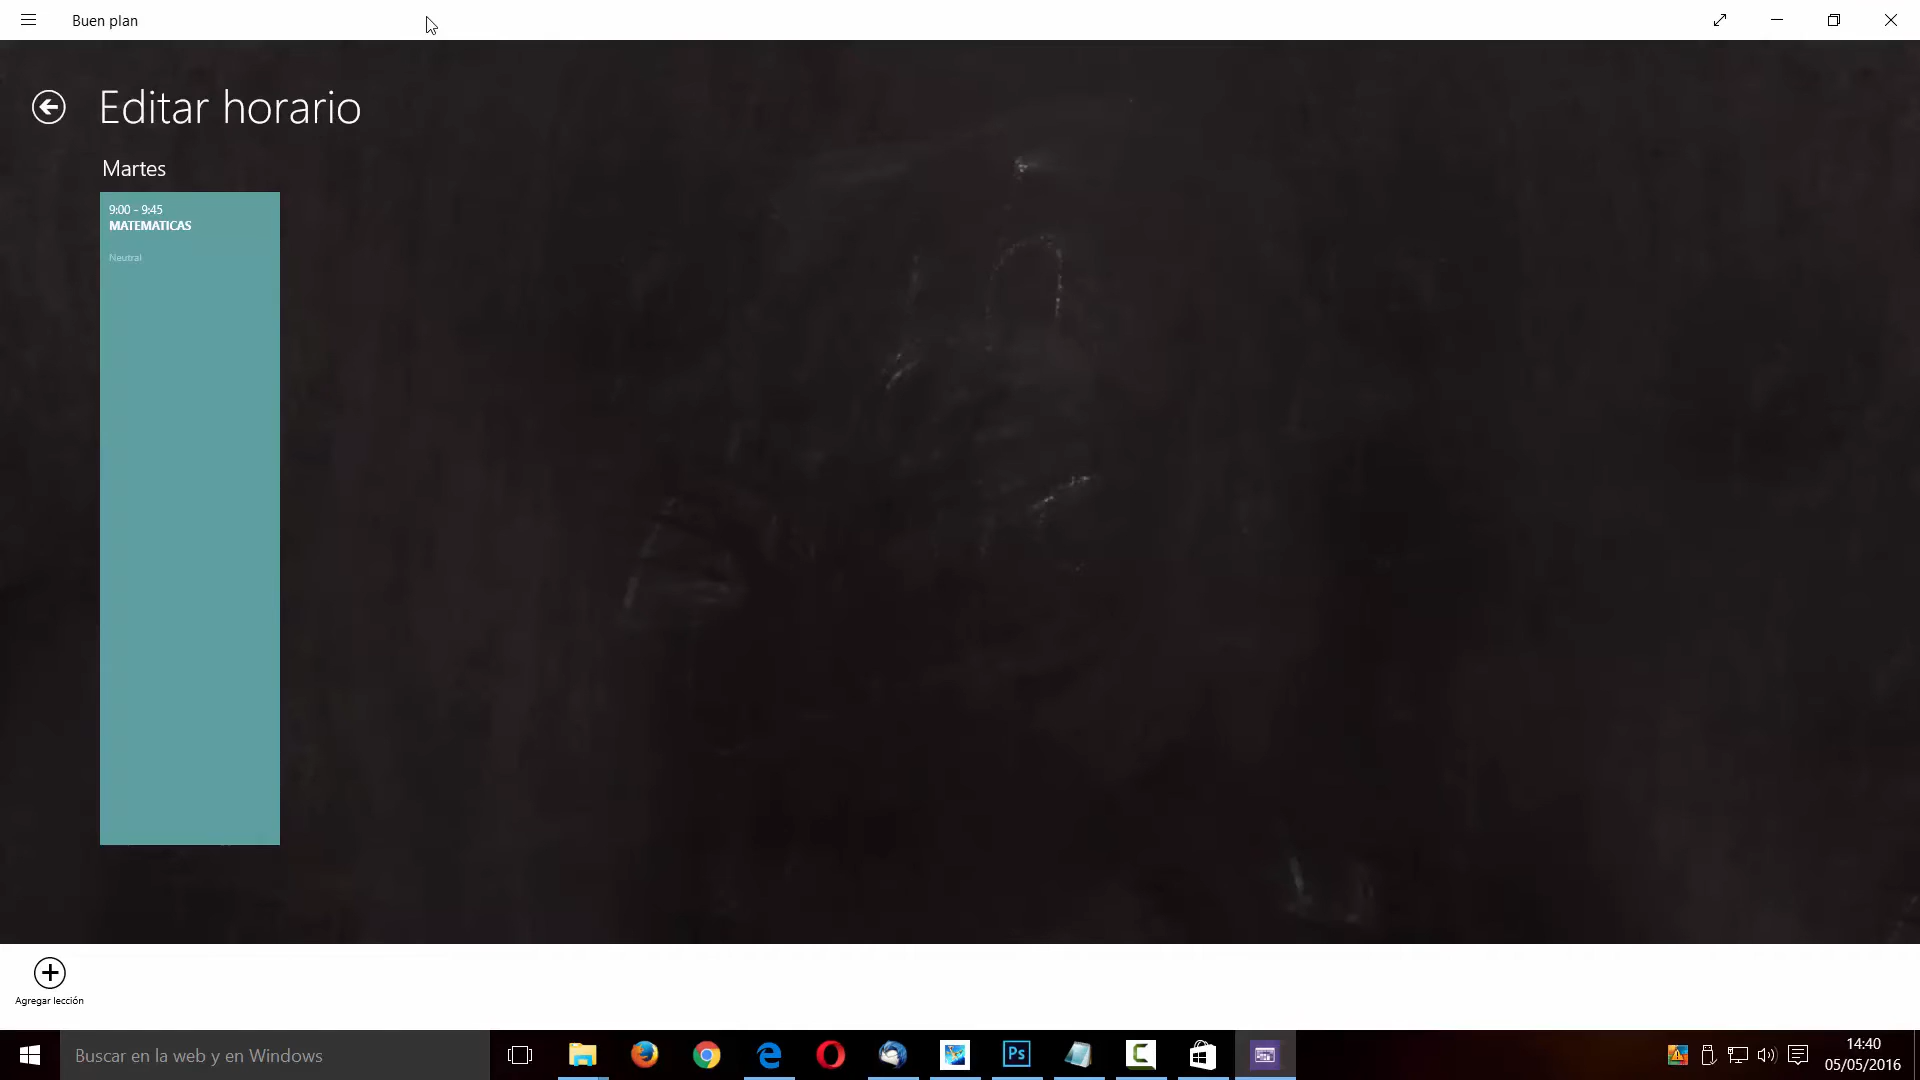 Buen plan
Editar horario
Martes
9:00 - 9:45
MATEMATICAS
Neutral
Agregar lección
Buscar en la web y en Windows
Ps
14:40
05/05/2016